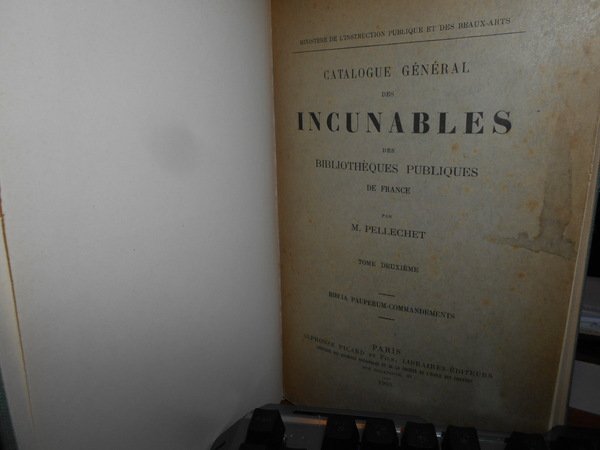 MINISTÈRE DE L'INSTRUCTION PUBLIQUE ET DES BEAUX-ARTS
CATALOGUE GÉNÉRAL
DES
INCUNABLES
DES
BIBLIOTHÈQUES PUBLIQUES
DE FRANCE
PAR
M. PELLECHET
TOME DEUXIÈME
BIBLIA PAUPERUM-COMMANDEMENTS
PARIS
ALPHONSE PICARD ET FILS, LIBRAIRES-ÉDITEURS